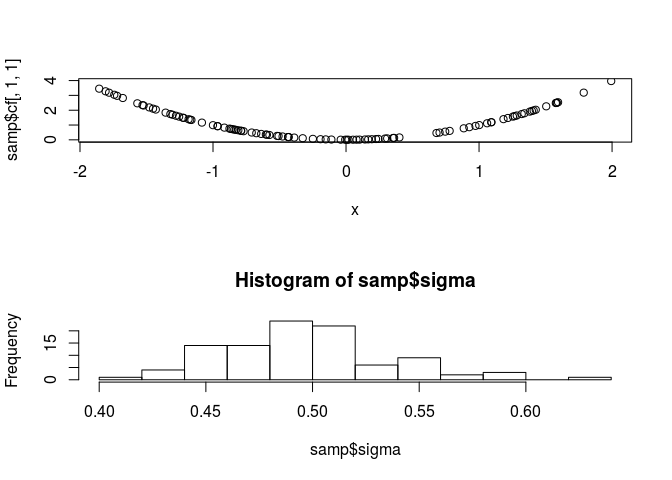 samp$cf[, 1, 1]
4
2
0
-2 -1 0 1 2
x
Histogram of samp$sigma
Frequency
15
0
0.40 0.45 0.50 0.55 0.60
samp$sigma